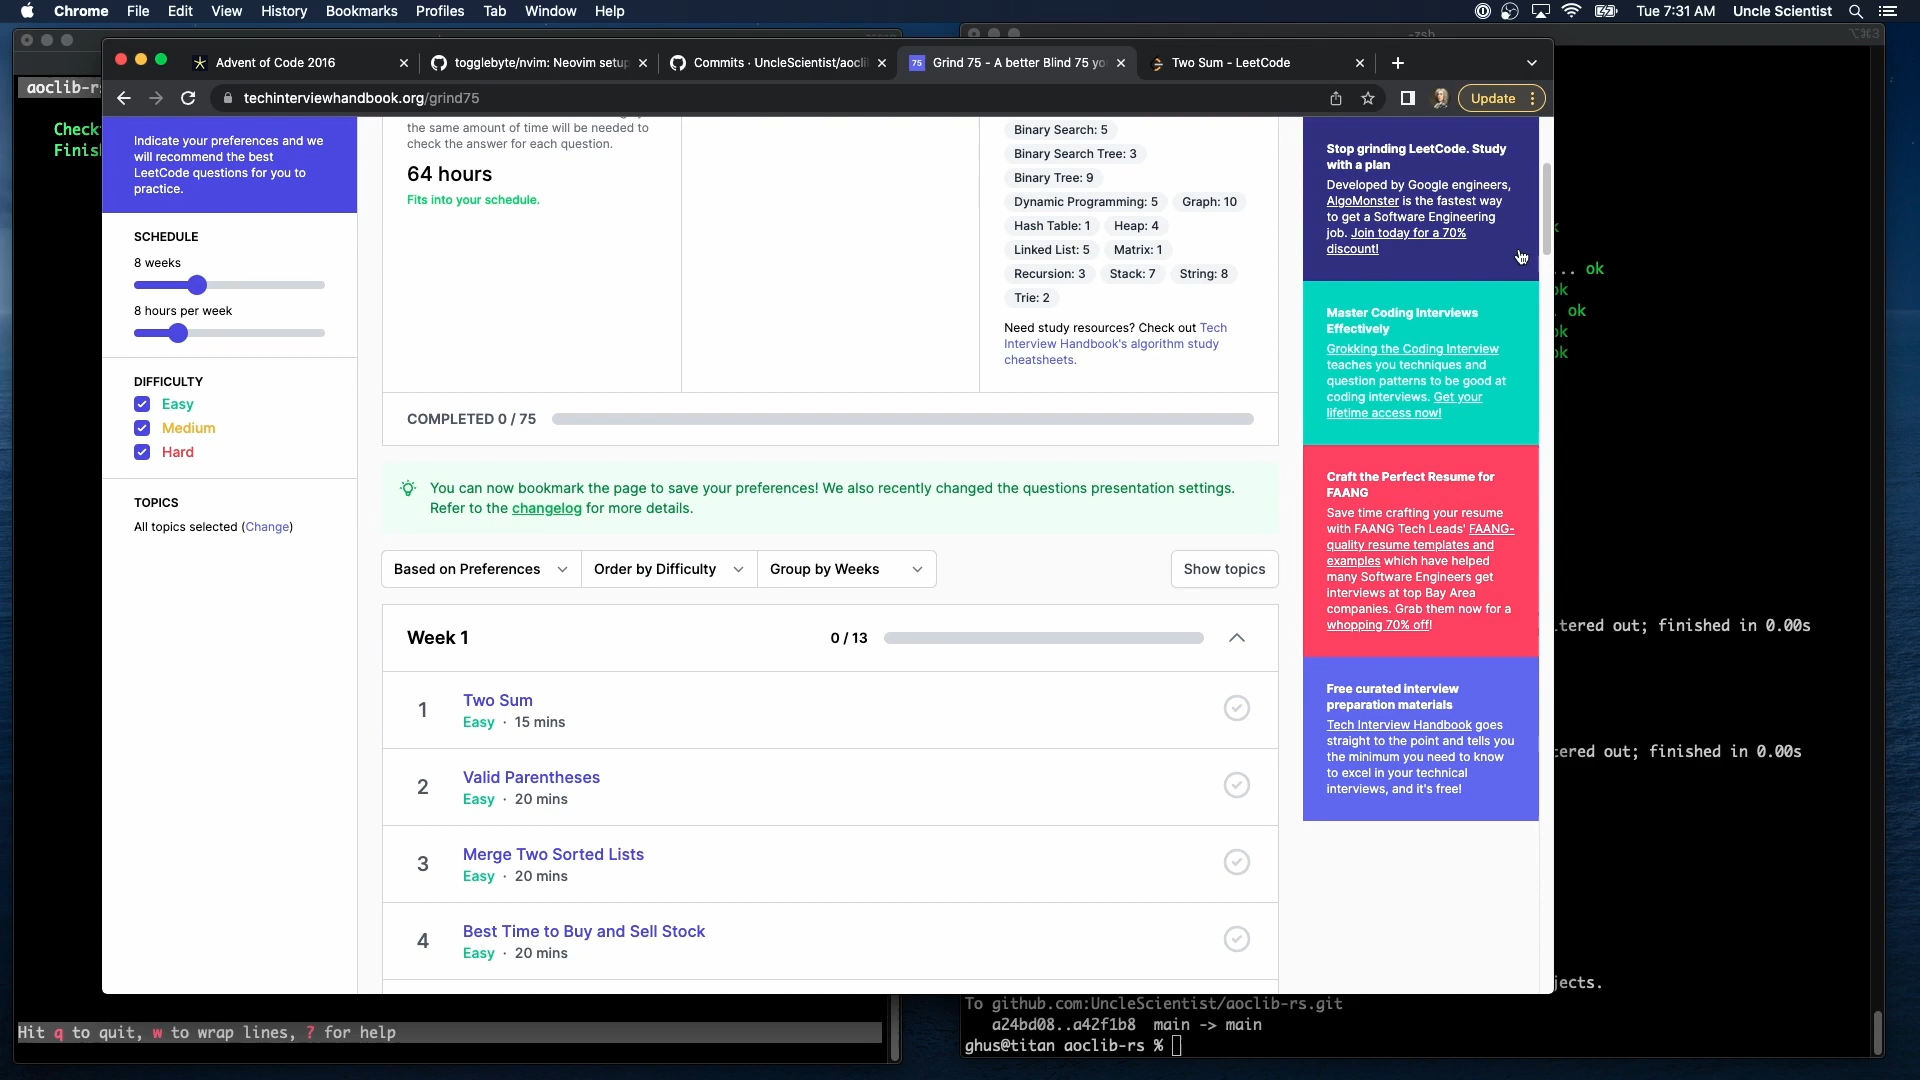 Chrome File Edit View History Bookmarks Profiles Tab Window Help
Tue 7:31 AM Uncle Scientist
-zsh
⌥⌘3
Advent of Code 2016
togglebyte/nvim: Neovim setup
Commits · UncleScientist/aocli
75 Grind 75 - A better Blind 75 yo
Two Sum - LeetCode
techinterviewhandbook.org/grind75
Update
aoclib-rs
Check
Finis
Indicate your preferences and we
will recommend the best
LeetCode questions for you to
practice.
SCHEDULE
8 weeks
8 hours per week
DIFFICULTY
Easy
Medium
Hard
TOPICS
All topics selected (Change)
the same amount of time will be needed to
check the answer for each question.
64 hours
Fits into your schedule.
Binary Search: 5
Binary Search Tree: 3
Binary Tree: 9
Dynamic Programming: 5 Graph: 10
Hash Table: 1 Heap: 4
Linked List: 5 Matrix: 1
Recursion: 3 Stack: 7 String: 8
Trie: 2
Need study resources? Check out Tech
Interview Handbook's algorithm study
cheatsheets.
COMPLETED 0 / 75
You can now bookmark the page to save your preferences! We also recently changed the questions presentation settings.
Refer to the changelog for more details.
Based on Preferences
Order by Difficulty
Group by Weeks
Show topics
Week 1
0 / 13
1
Two Sum
Easy · 15 mins
2
Valid Parentheses
Easy · 20 mins
3
Merge Two Sorted Lists
Easy · 20 mins
4
Best Time to Buy and Sell Stock
Easy · 20 mins
Stop grinding LeetCode. Study
with a plan
Developed by Google engineers,
AlgoMonster is the fastest way
to get a Software Engineering
job. Join today for a 70%
discount!
Master Coding Interviews
Effectively
Grokking the Coding Interview
teaches you techniques and
question patterns to be good at
coding interviews. Get your
lifetime access now!
Craft the Perfect Resume for
FAANG
Save time crafting your resume
with FAANG Tech Leads' FAANG-
quality resume templates and
examples which have helped
many Software Engineers get
interviews at top Bay Area
companies. Grab them now for a
whopping 70% off!
Free curated interview
preparation materials
Tech Interview Handbook goes
straight to the point and tells you
the minimum you need to know
to excel in your technical
interviews, and it's free!
k
... ok
ok
. ok
ok
ok
tered out; finished in 0.00s
tered out; finished in 0.00s
jects.
To github.com:UncleScientist/aoclib-rs.git
a24bd08..a42f1b8 main -> main
ghus@titan aoclib-rs %
Hit q to quit, w to wrap lines, ? for help